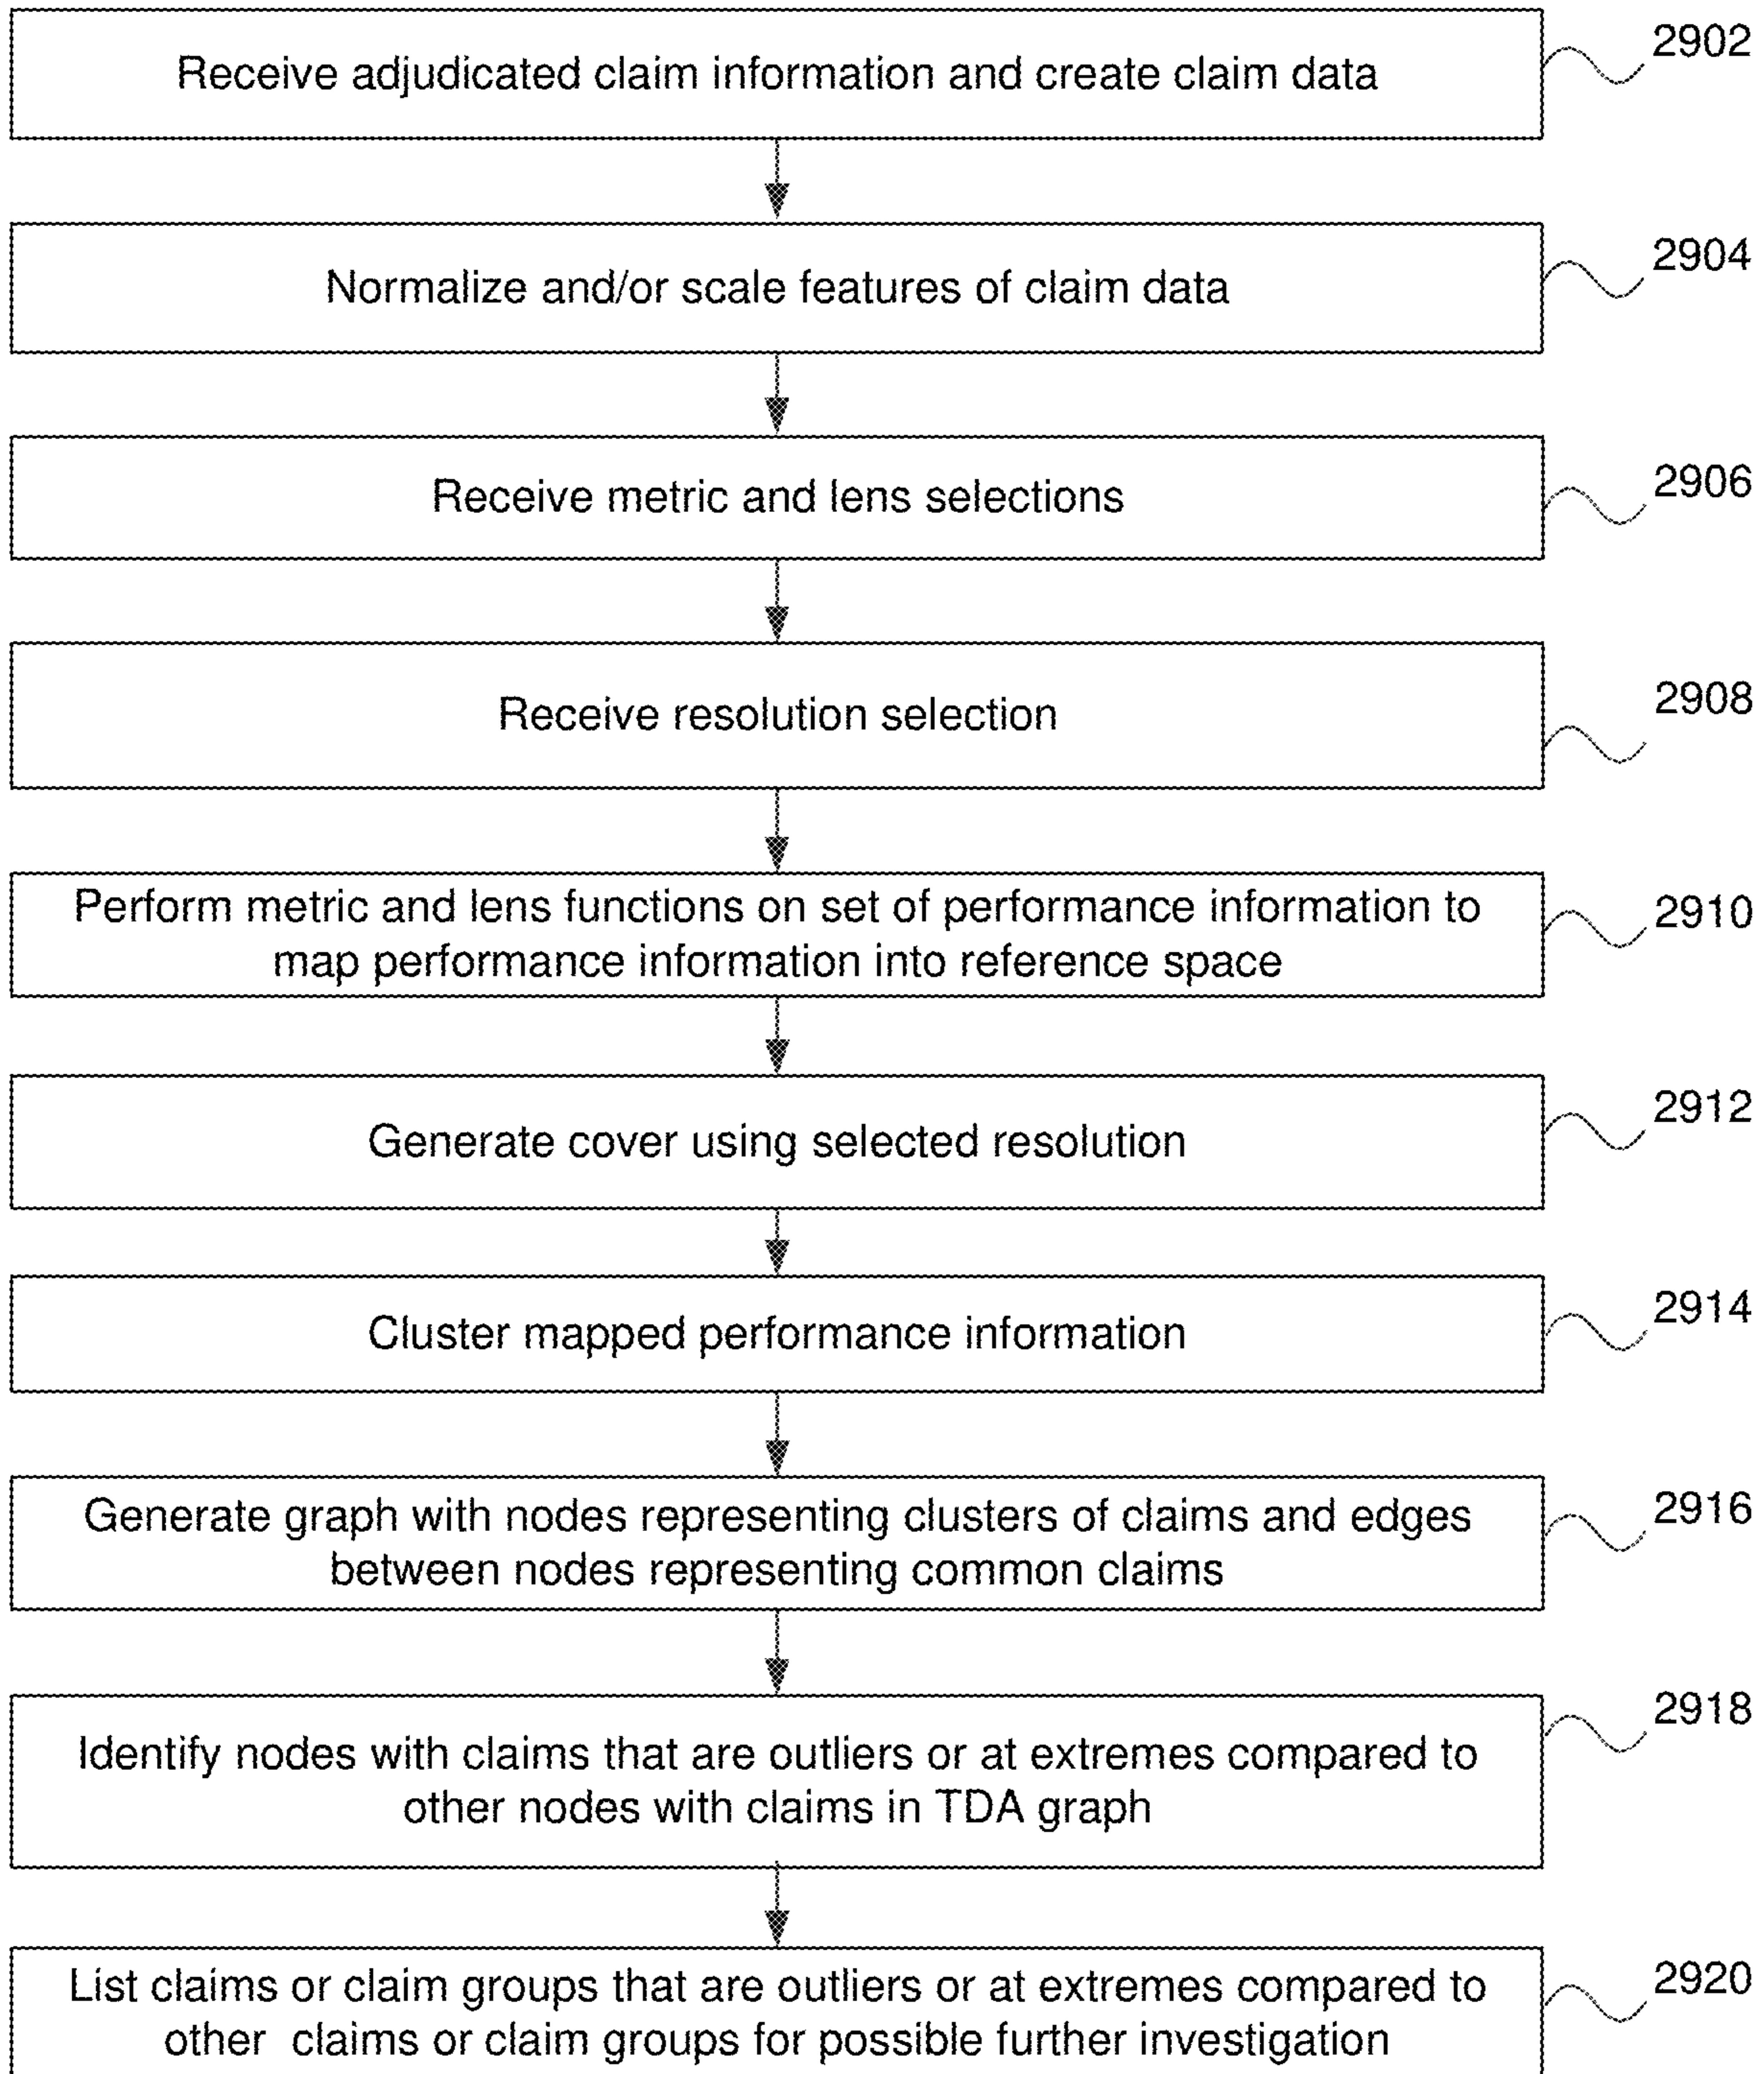 Receive adjudicated claim information and create claim data
2902
Normalize and/or scale features of claim data
2904
Receive metric and lens selections
2906
Receive resolution selection
2908
Perform metric and lens functions on set of performance information to
map performance information into reference space
2910
Generate cover using selected resolution
2912
Cluster mapped performance information
2914
Generate graph with nodes representing clusters of claims and edges
between nodes representing common claims
2916
Identify nodes with claims that are outliers or at extremes compared to
other nodes with claims in TDA graph
2918
List claims or claim groups that are outliers or at extremes compared to
other claims or claim groups for possible further investigation
2920